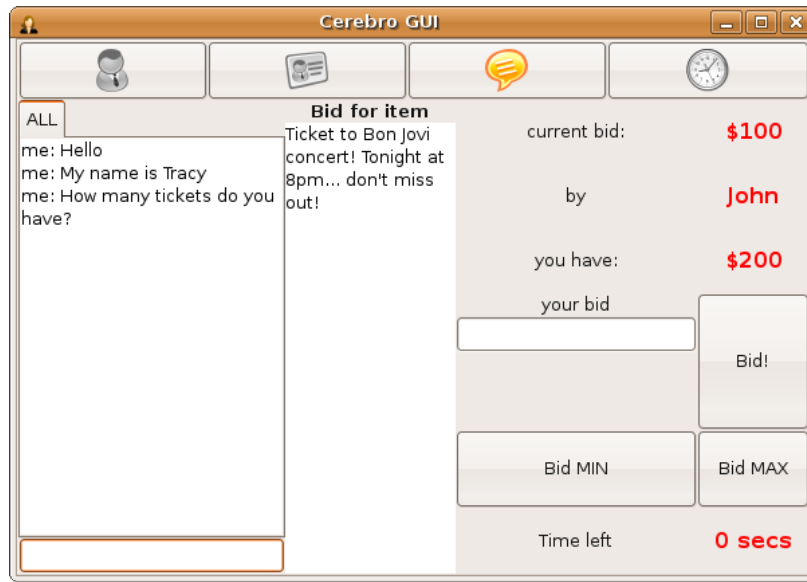 Cerebro GUI
ALL
me: Hello
me: My name is Tracy
me: How many tickets do you
have?
Bid for item
Ticket to Bon Jovi
concert! Tonight at
8pm... don't miss
out!
current bid:
$100
by
John
you have:
$200
your bid
Bid!
Bid MIN
Bid MAX
Time left
0 secs